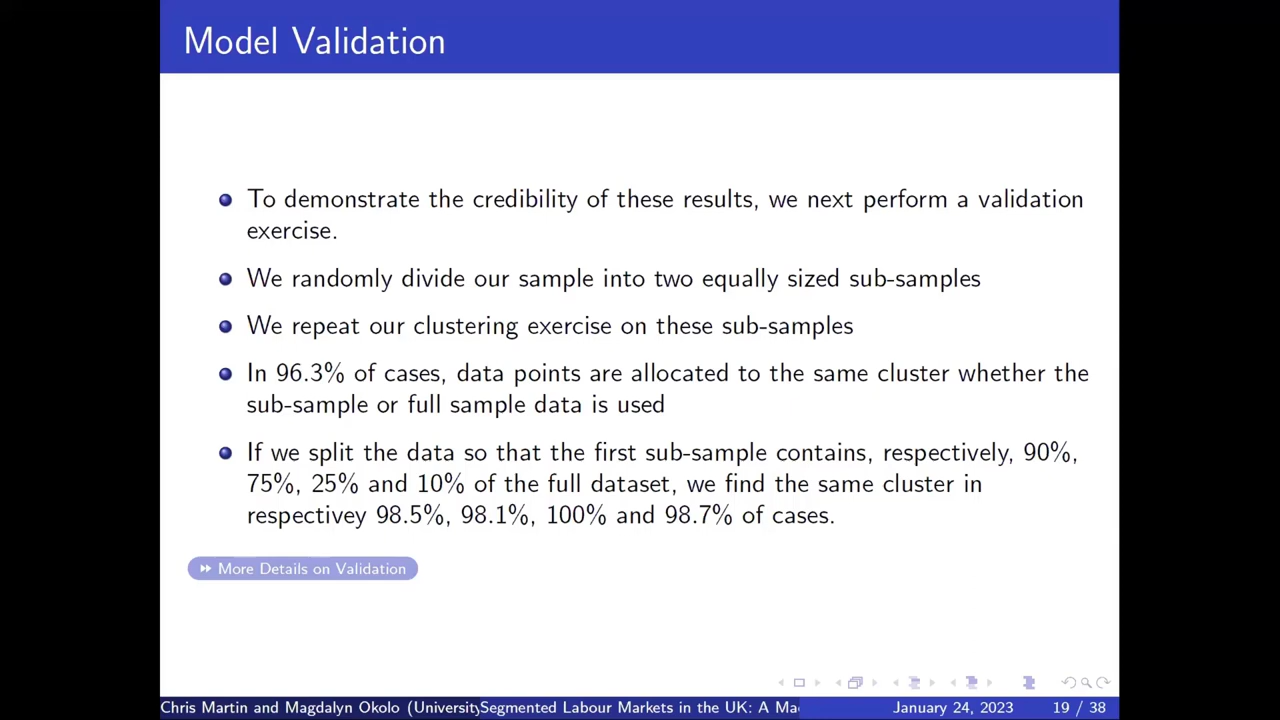 Model Validation
To demonstrate the credibility of these results, we next perform a validation
exercise.
We randomly divide our sample into two equally sized sub-samples
We repeat our clustering exercise on these sub-samples
In 96.3% of cases, data points are allocated to the same cluster whether the
sub-sample or full sample data is used
If we split the data so that the first sub-sample contains, respectively, 90%,
75%, 25% and 10% of the full dataset, we find the same cluster in
respectivey 98.5%, 98.1%, 100% and 98.7% of cases.
More Details on Validation
Chris Martin and Magdalyn Okolo (University Segmented Labour Markets in the UK: A Ma January 24, 2023 19 / 38